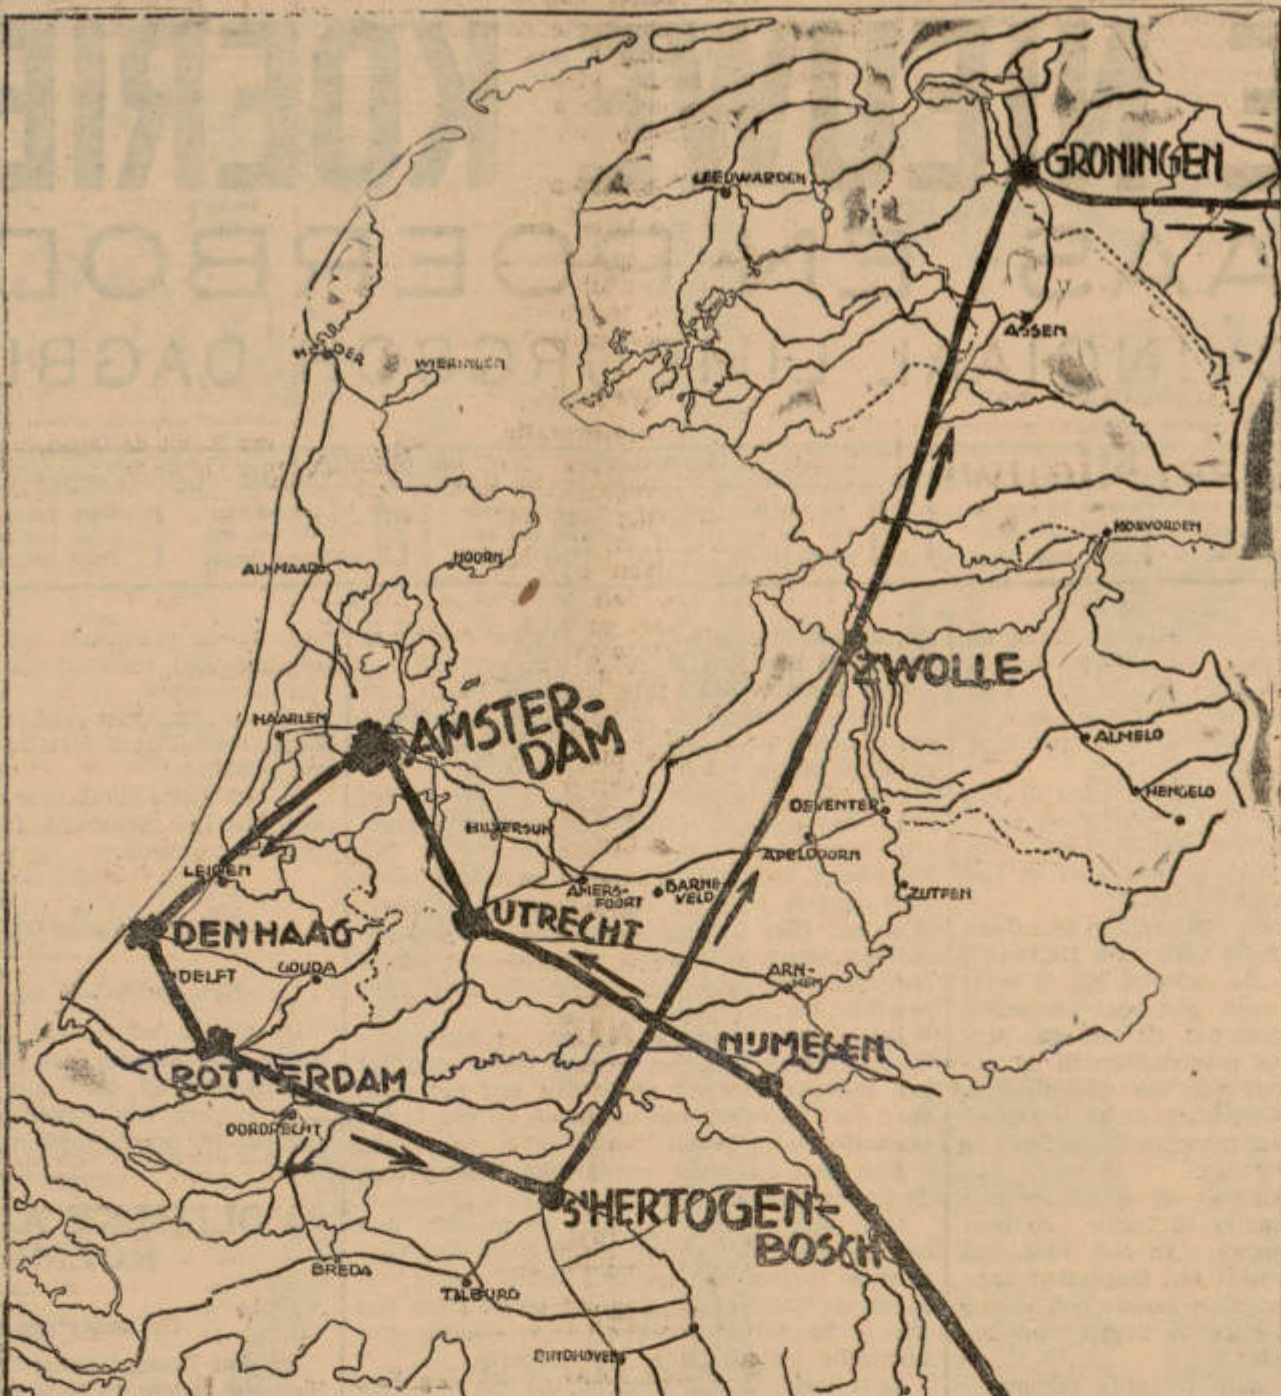 GRONINGEN
LEEUWARDEN
ASSEN
HELDER
WIERINGEN
KOEVORDEN
HOORN
ALKMAAR
ZWOLLE
HAARLEM
AMSTER-
DAM
ALMELO
HENGELO
DEVENTER
HILVERSUM
APELDOORN
LEIDEN
AMERS-
FOORT
BARNE-
VELD
ZUTFEN
UTRECHT
DEN HAAG
DELFT
GOUDA
ARN-
HEM
NIJMEGEN
ROTTERDAM
DORDRECHT
S'HERTOGEN-
BOSCH
BREDA
TILBURG
EINDHOVEN